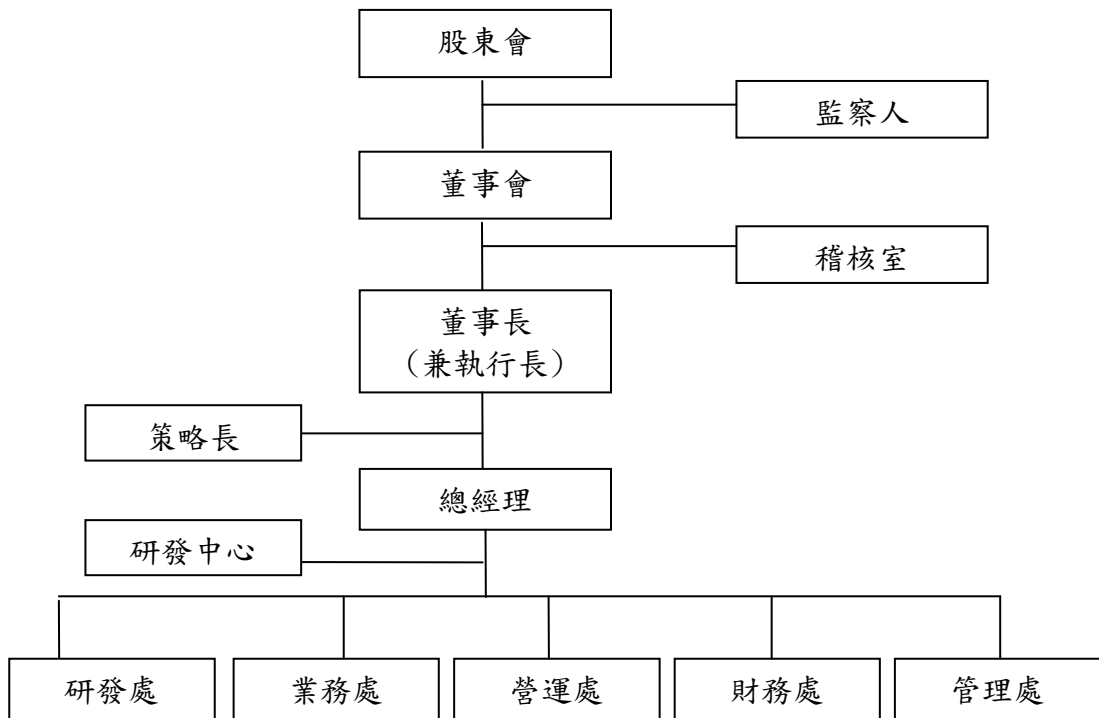 股東會
監察人
董事會
稽核室
董事長
(兼執行長)
策略長
總經理
研發中心
研發處
業務處
營運處
財務處
管理處